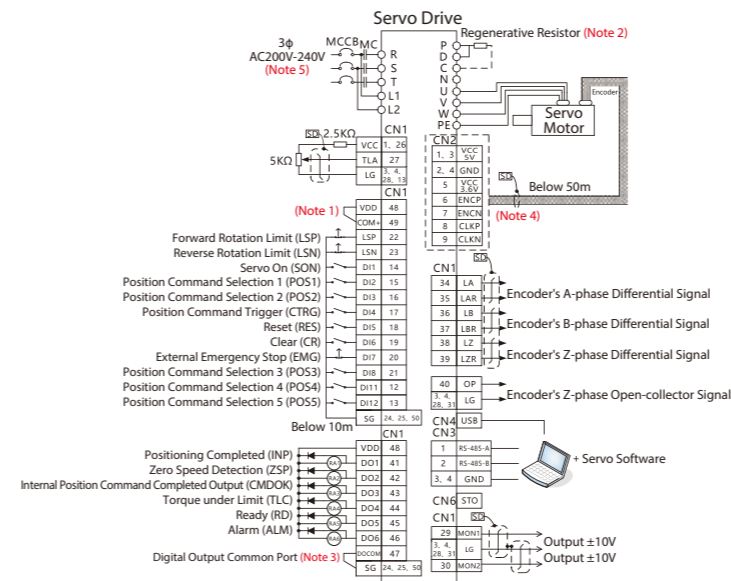 Servo Drive
3ϕ
AC200V-240V
(Note 5)
MCCB MC
R
S
T
L1
L2
P
D
C
N
U
V
W
PE
Regenerative Resistor (Note 2)
Encoder
Servo
Motor
SD 2.5KΩ
5KΩ
CN1
VCC 1, 26
TLA 27
LG 3, 4, 28, 13
CN2
1, 3 VCC 5V
2, 4 GND
5 VCC 3.6V
6 ENCP
7 ENCN
8 CLKP
9 CLKN
SD
Below 50m
(Note 4)
CN1
(Note 1)
VDD 48
COM+ 49
Forward Rotation Limit (LSP) LSP 22
Reverse Rotation Limit (LSN) LSN 23
Servo On (SON) DI1 14
Position Command Selection 1 (POS1) DI2 15
Position Command Selection 2 (POS2) DI3 16
Position Command Trigger (CTRG) DI4 17
Reset (RES) DI5 18
Clear (CR) DI6 19
External Emergency Stop (EMG) DI7 20
Position Command Selection 3 (POS3) DI8 21
Position Command Selection 4 (POS4) DI11 12
Position Command Selection 5 (POS5) DI12 13
Below 10m
SG 24, 25, 50
CN1
SD
34 LA
35 LAR
Encoder's A-phase Differential Signal
36 LB
37 LBR
Encoder's B-phase Differential Signal
38 LZ
39 LZR
Encoder's Z-phase Differential Signal
40 OP
3, 4, 28, 31 LG
Encoder's Z-phase Open-collector Signal
CN4 USB
CN3
1 RS-485-A
2 RS-485-B
3, 4 GND
+ Servo Software
CN6 STO
CN1
SD
29 MON1
3, 4, 28, 31 LG
30 MON2
Output ±10V
Output ±10V
CN1
VDD 48
Positioning Completed (INP) RA1 DO1 41
Zero Speed Detection (ZSP) RA2 DO2 42
Internal Position Command Completed Output (CMDOK) RA3 DO3 43
Torque under Limit (TLC) RA4 DO4 44
Ready (RD) RA5 DO5 45
Alarm (ALM) RA6 DO6 46
Digital Output Common Port (Note 3) DOCOM 47
SG 24, 25, 50